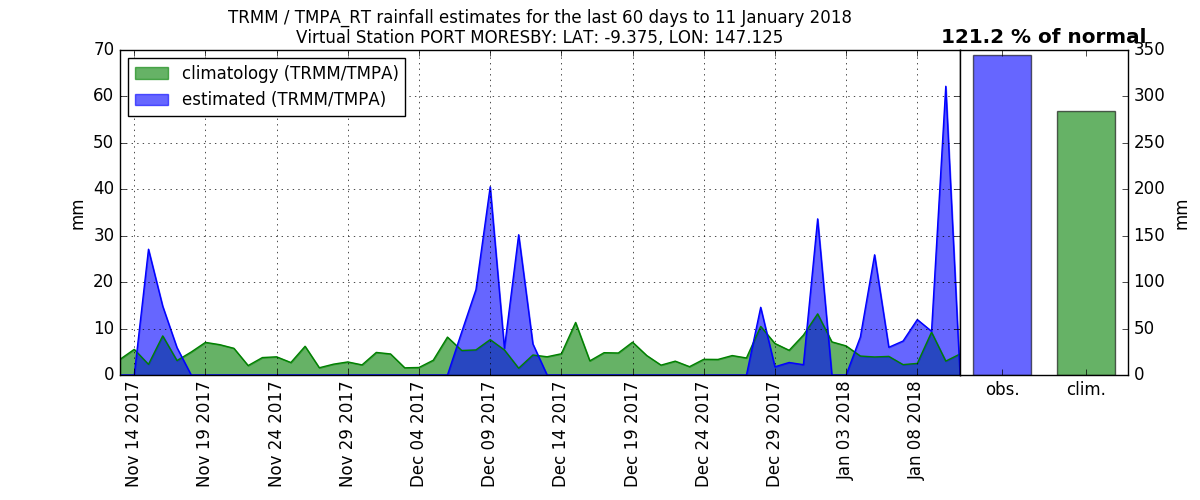 TRMM / TMPA_RT rainfall estimates for the last 60 days to 11 January 2018
Virtual Station PORT MORESBY: LAT: -9.375, LON: 147.125
121.2 % of normal
climatology (TRMM/TMPA)
estimated (TRMM/TMPA)
70
60
50
40
30
20
10
0
mm
350
300
250
200
150
100
50
0
mm
Nov 14 2017
Nov 19 2017
Nov 24 2017
Nov 29 2017
Dec 04 2017
Dec 09 2017
Dec 14 2017
Dec 19 2017
Dec 24 2017
Dec 29 2017
Jan 03 2018
Jan 08 2018
obs.
clim.